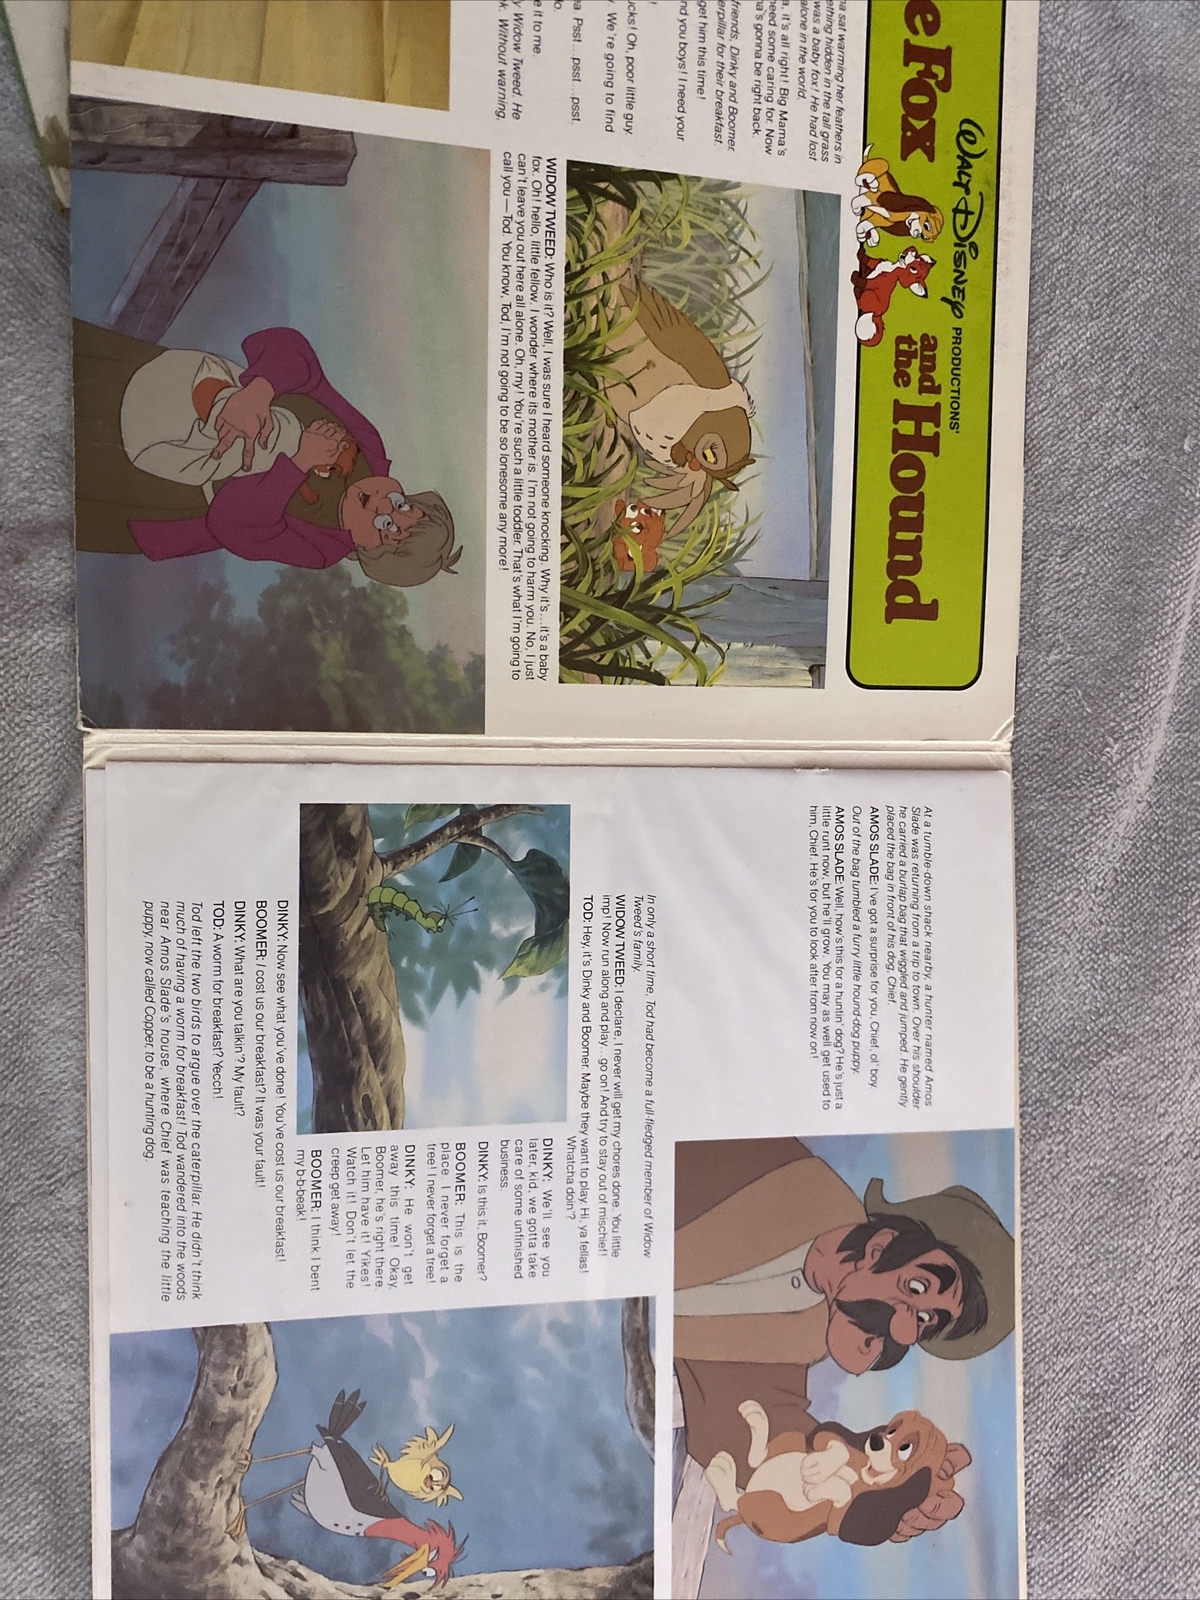 WALT DISNEY PRODUCTIONS'
Fox and the Hound
sat warming her feathers in
hidden in the tall grass
was a baby fox! He had lost
alone in the world.
it's all right! Big Mama's
need some caring for. Now
gonna be right back.
friends, Dinky and Boomer,
for their breakfast.
get him this time!
you boys! I need your
Oh, poor little guy.
We're going to find
Psst...psst...psst.
it to me.
Widow Tweed. He
Without warning,
WIDOW TWEED: Who is it? Well, I was sure I heard someone knocking. Why it's...it's a baby
fox. Oh! hello, little fellow. I wonder where its mother is. I'm not going to harm you. No, I just
can't leave you out here all alone. Oh, my! You're such a little toddler. That's what I'm going to
call you—Tod. You know, Tod, I'm not going to be so lonesome any more!
At a tumble-down shack nearby, a hunter named Amos
Slade was returning from a trip to town. Over his shoulder
he carried a burlap bag that wiggled and jumped. He gently
placed the bag in front of his dog, Chief.
AMOS SLADE: I've got a surprise for you, Chief, ol' boy.
Out of the bag tumbled a furry little hound-dog puppy.
AMOS SLADE: Well, how's this for a huntin' dog? He's just a
little runt now, but he'll grow. You may as well get used to
him, Chief. He's for you to look after from now on!
In only a short time, Tod had become a full-fledged member of Widow
Tweed's family.
WIDOW TWEED: I declare, I never will get my chores done. You little
imp! Now run along and play...go on! And try to stay out of mischief!
TOD: Hey, it's Dinky and Boomer. Maybe they want to play. Hi, ya fellas!
Whatcha doin'?
DINKY: We'll see you
later, kid, we gotta take
care of some unfinished
business.
DINKY: Is this it, Boomer?
BOOMER: This is the
place. I never forget a
tree! I never forget a tree!
DINKY: He won't get
away this time! Okay,
Boomer, he's right there.
Let him have it! Yikes!
Watch it! Don't let the
creep get away!
BOOMER: I think I bent
my b-b-beak!
DINKY: Now see what you've done! You've cost us our breakfast!
BOOMER: I cost us our breakfast? It was your fault!
DINKY: What are you talkin'? My fault?
TOD: A worm for breakfast? Yecch!
Tod left the two birds to argue over the caterpillar. He didn't think
much of having a worm for breakfast! Tod wandered into the woods
near Amos Slade's house, where Chief was teaching the little
puppy, now called Copper, to be a hunting dog.